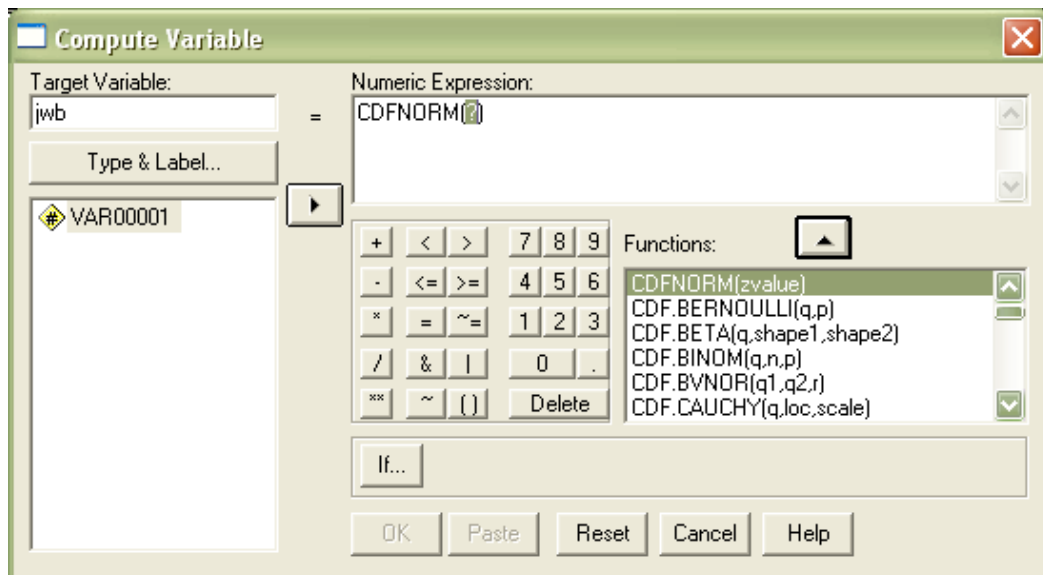 Compute Variable
Target Variable:
jwb
=
Numeric Expression:
CDFNORM(?)
Type & Label...
VAR00001
+ < > 7 8 9
- <= >= 4 5 6
* = ~= 1 2 3
/ & | 0 .
** ~ ( ) Delete
Functions:
CDFNORM(zvalue)
CDF.BERNOULLI(q,p)
CDF.BETA(q,shape1,shape2)
CDF.BINOM(q,n,p)
CDF.BVNOR(q1,q2,r)
CDF.CAUCHY(q,loc,scale)
If...
OK Paste Reset Cancel Help